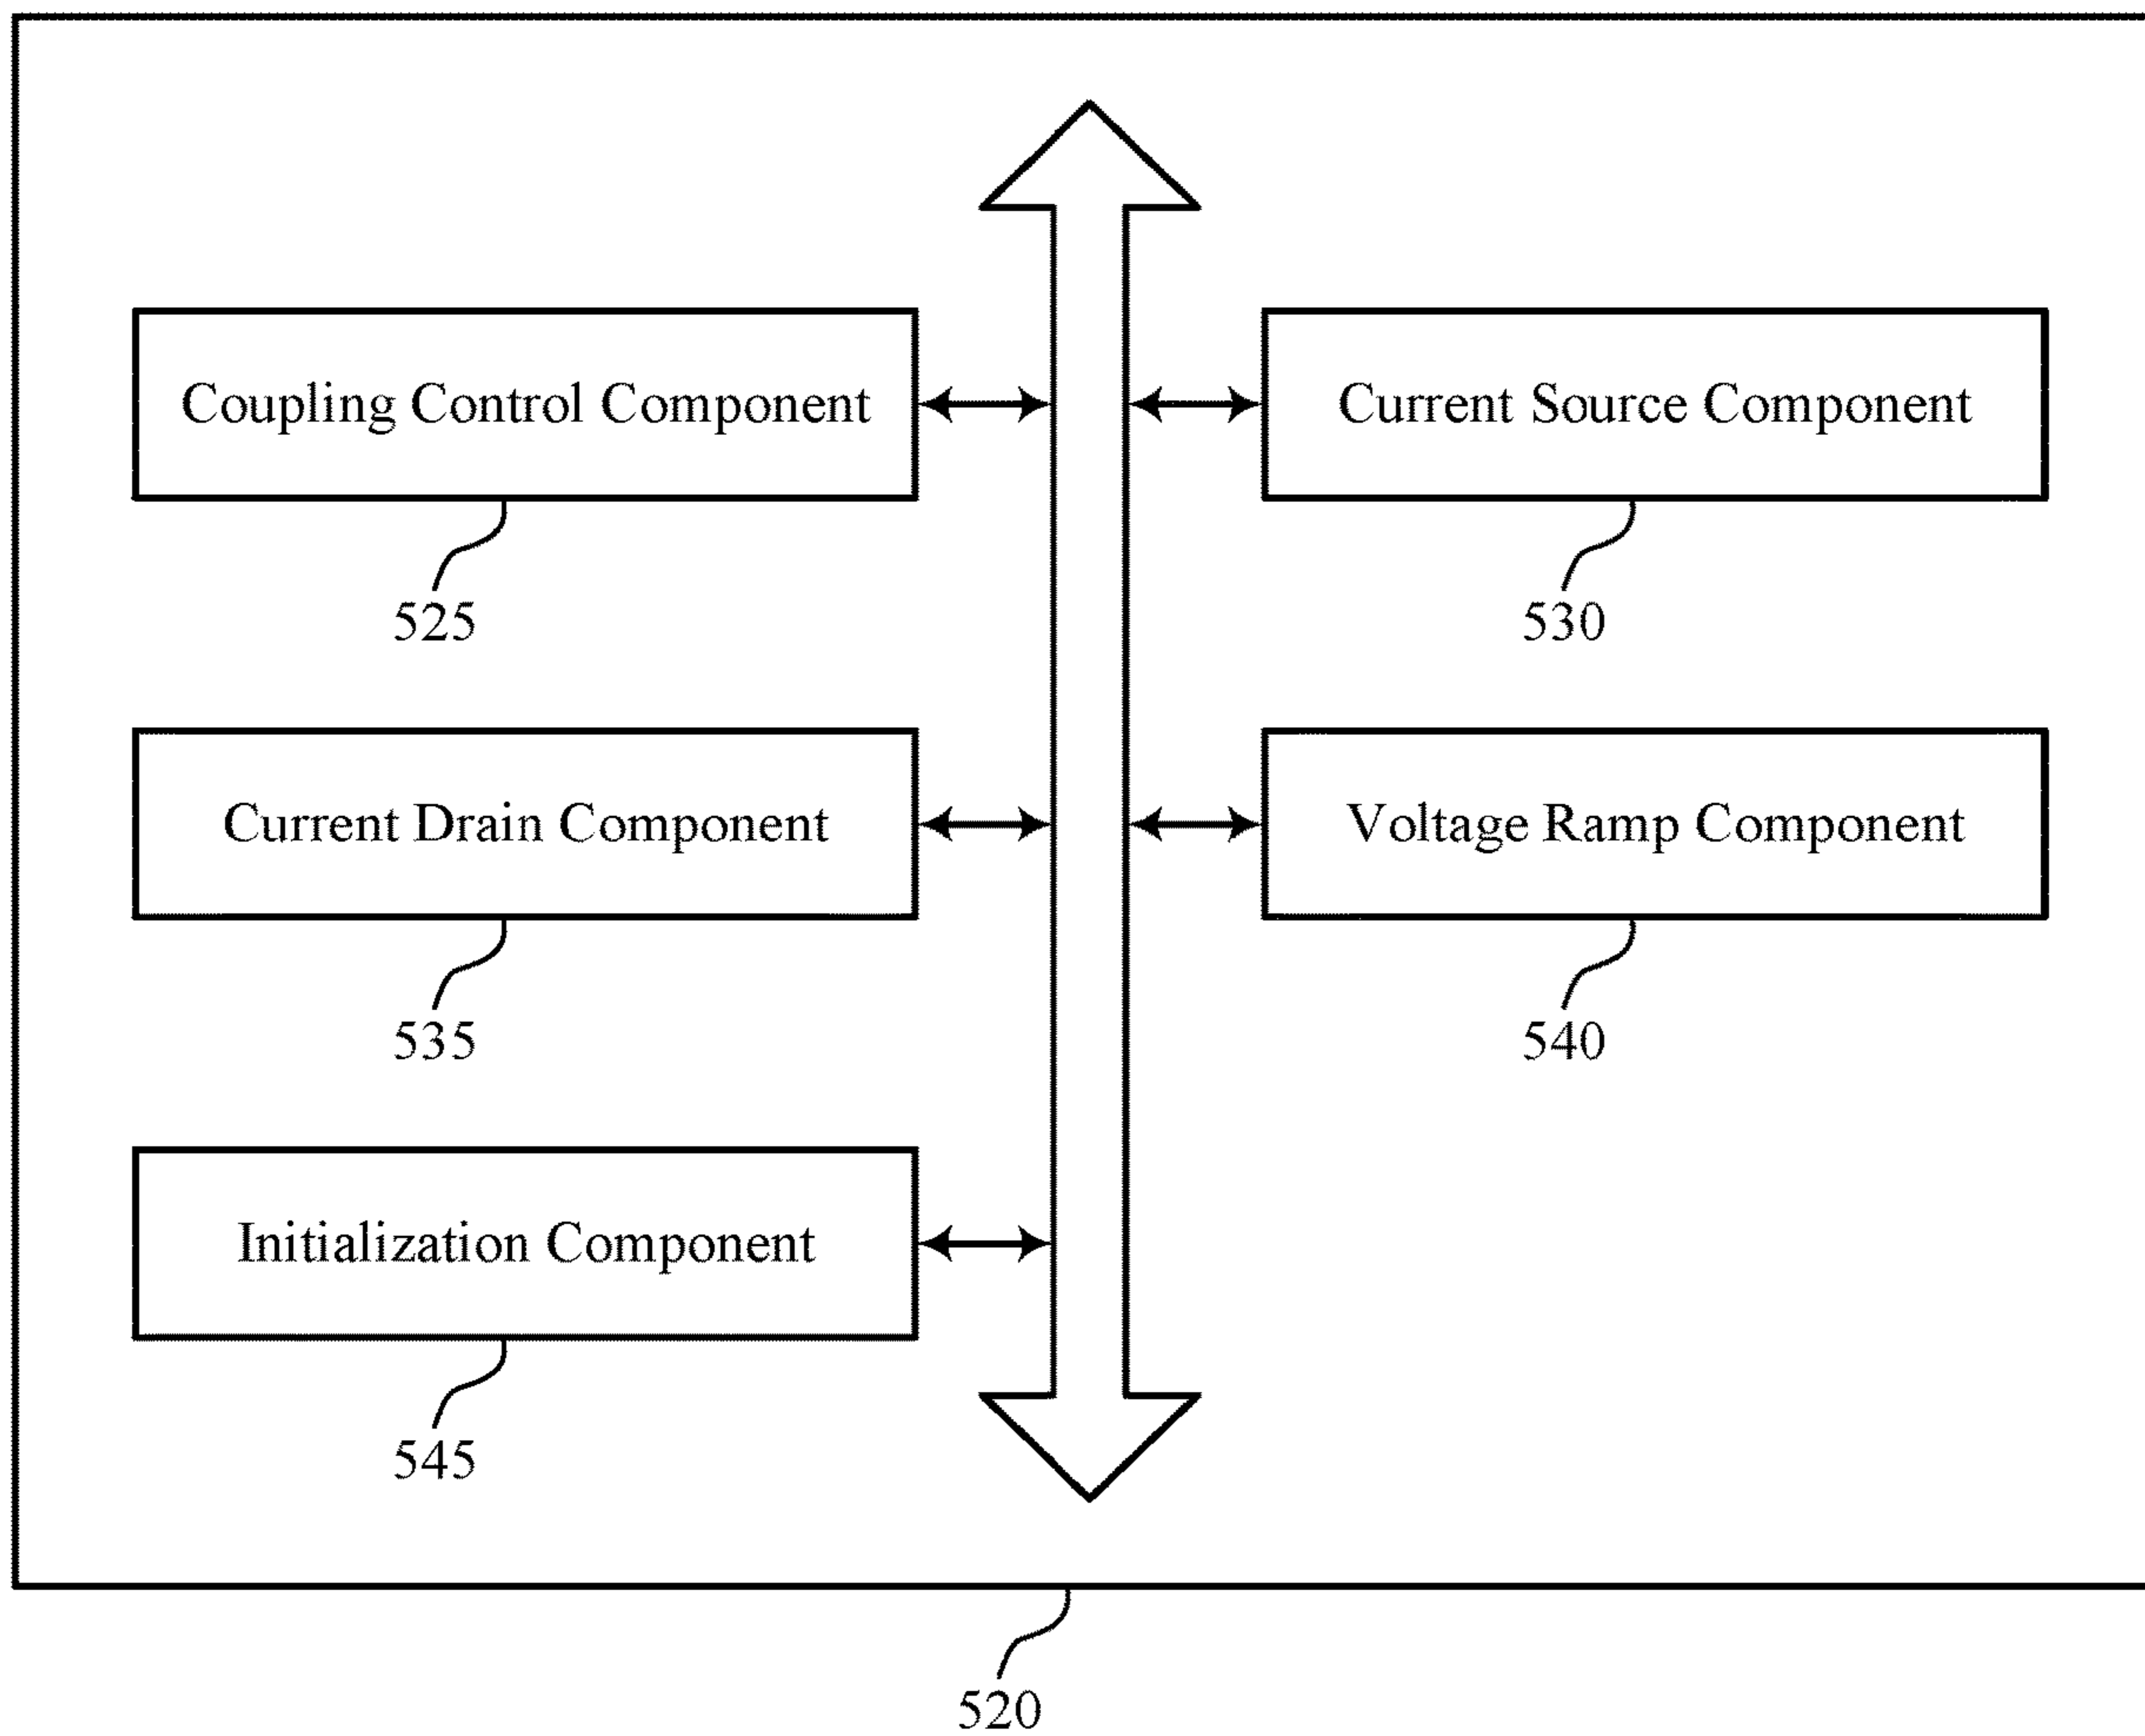 Coupling Control Component
Current Source Component
525
530
Current Drain Component
Voltage Ramp Component
535
540
Initialization Component
545
520